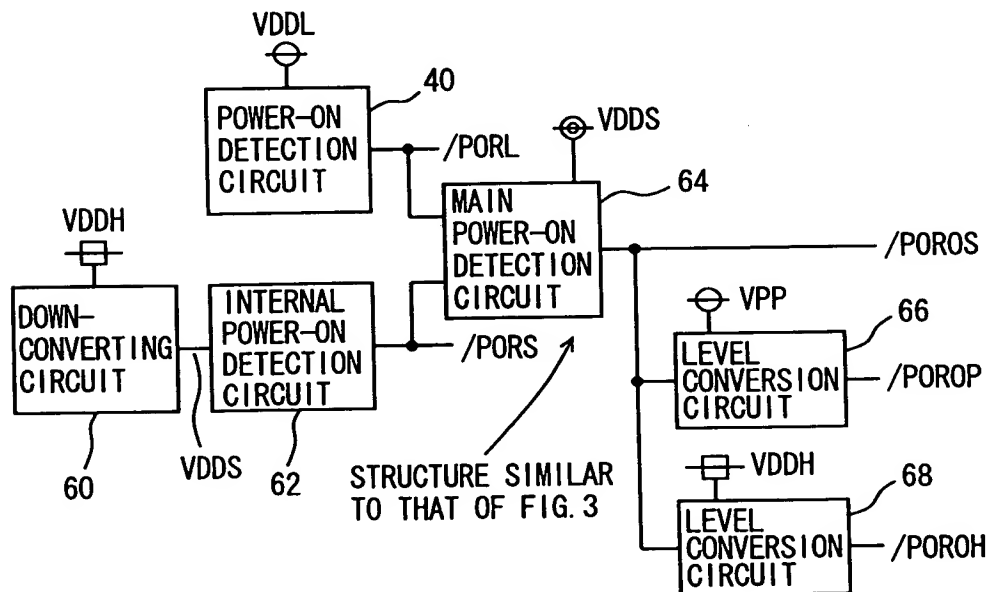 VDDL
POWER-ON
DETECTION
CIRCUIT
40
/PORL
VDDS
MAIN
POWER-ON
DETECTION
CIRCUIT
64
VDDH
DOWN-
CONVERTING
CIRCUIT
60
VDDS
INTERNAL
POWER-ON
DETECTION
CIRCUIT
62
/PORS
STRUCTURE SIMILAR
TO THAT OF FIG. 3
/POROS
VPP
66
LEVEL
CONVERSION
CIRCUIT
/POROP
VDDH
68
LEVEL
CONVERSION
CIRCUIT
/POROH